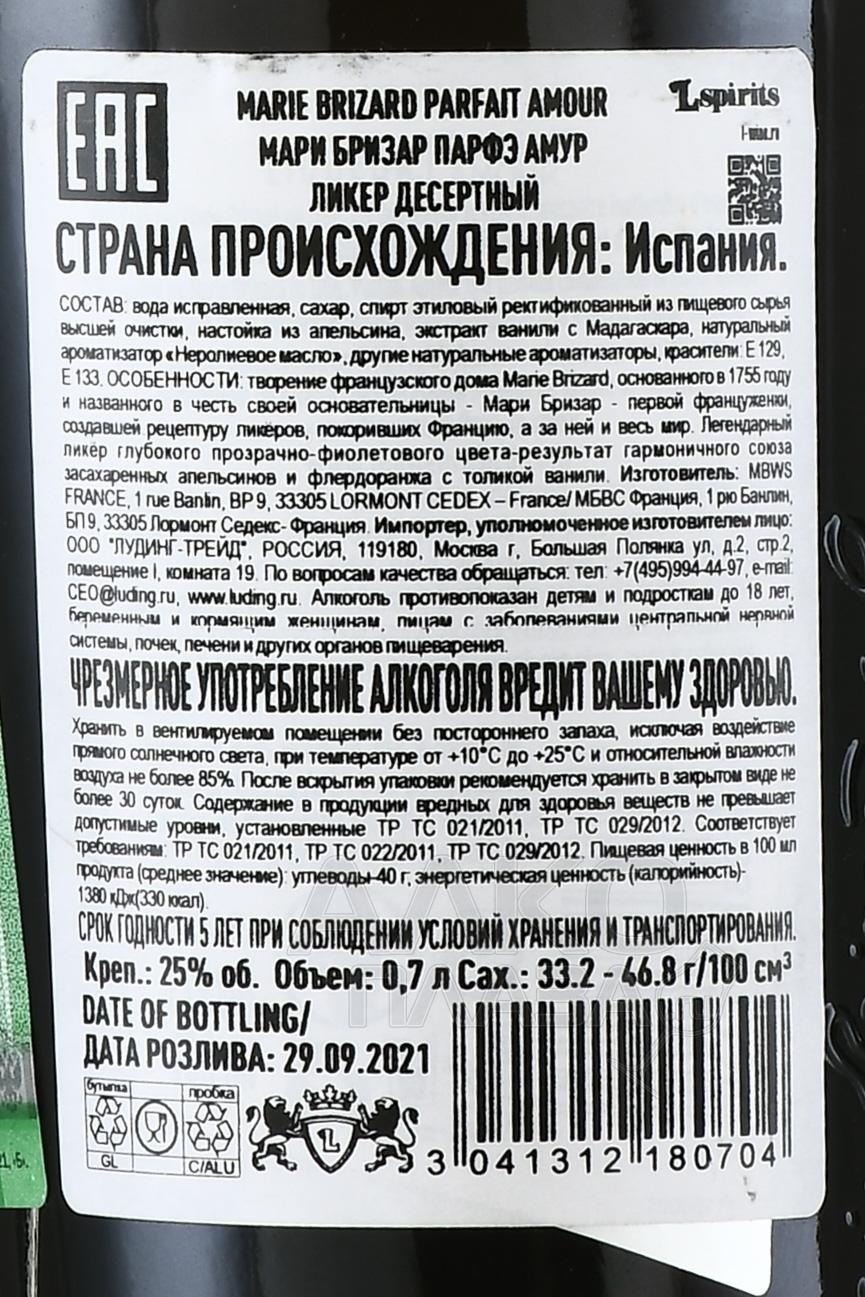 EAC
MARIE BRIZARD PARFAIT AMOUR
Lspirits
МАРИ БРИЗАР ПАРФЭ АМУР
ЛИКЕР ДЕСЕРТНЫЙ
СТРАНА ПРОИСХОЖДЕНИЯ: Испания.
СОСТАВ: вода исправленная, сахар, спирт этиловый ректификованный из пищевого сырья
высшей очистки, настойка из апельсина, экстракт ванили с Мадагаскара, натуральный
ароматизатор «Неролиевое масло», другие натуральные ароматизаторы, красители: Е 129,
Е 133. ОСОБЕННОСТИ: творение французского дома Marie Brizard, основанного в 1755 году
и названного в честь своей основательницы - Мари Бризар - первой француженки,
создавшей рецептуру ликёров, покоривших Францию, а за ней и весь мир. Легендарный
ликёр глубокого прозрачно-фиолетового цвета-результат гармоничного союза
засахаренных апельсинов и флердоранжа с толикой ванили. Изготовитель: MBWS
FRANCE, 1 rue Banlin, BP 9, 33305 LORMONT CEDEX – France/ МБВС Франция, 1 рю Банлин,
БП 9, 33305 Лормонт Седекс- Франция. Импортер, уполномоченное изготовителем лицо:
ООО "ЛУДИНГ-ТРЕЙД", РОССИЯ, 119180, Москва г, Большая Полянка ул, д.2, стр.2,
помещение I, комната 19. По вопросам качества обращаться: тел: +7(495)994-44-97, e-mail:
CEO@luding.ru, www.luding.ru. Алкоголь противопоказан детям и подросткам до 18 лет,
беременным и кормящим женщинам, лицам с заболеваниями центральной нервной
системы, почек, печени и других органов пищеварения.
ЧРЕЗМЕРНОЕ УПОТРЕБЛЕНИЕ АЛКОГОЛЯ ВРЕДИТ ВАШЕМУ ЗДОРОВЬЮ.
Хранить в вентилируемом помещении без постороннего запаха, исключая воздействие
прямого солнечного света, при температуре от +10°С до +25°С и относительной влажности
воздуха не более 85%. После вскрытия упаковки рекомендуется хранить в закрытом виде не
более 30 суток. Содержание в продукции вредных для здоровья веществ не превышает
допустимые уровни, установленные ТР ТС 021/2011, ТР ТС 029/2012. Соответствует
требованиям: ТР ТС 021/2011, ТР ТС 022/2011, ТР ТС 029/2012. Пищевая ценность в 100 мл
продукта (среднее значение): углеводы-40 г; энергетическая ценность (калорийность)-
1380 кДж(330 ккал).
СРОК ГОДНОСТИ 5 ЛЕТ ПРИ СОБЛЮДЕНИИ УСЛОВИЙ ХРАНЕНИЯ И ТРАНСПОРТИРОВАНИЯ.
Креп.: 25% об. Объем: 0,7 л Сах.: 33.2 - 46.8 г/100 см³
DATE OF BOTTLING/
ДАТА РОЗЛИВА: 29.09.2021
бутылка
пробка
GL
C/ALU
L
3 041312 180704